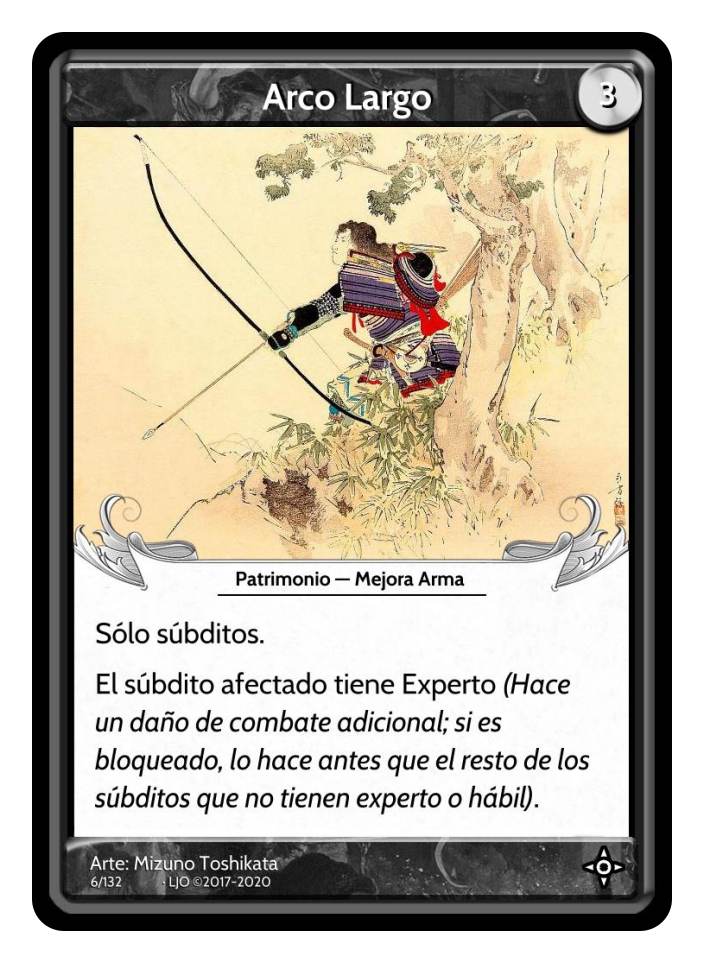 Arco Largo
3
Patrimonio — Mejora Arma
Sólo súbditos.
El súbdito afectado tiene Experto (Hace
un daño de combate adicional; si es
bloqueado, lo hace antes que el resto de los
súbditos que no tienen experto o hábil).
Arte: Mizuno Toshikata
6/132 · LJO ©2017-2020